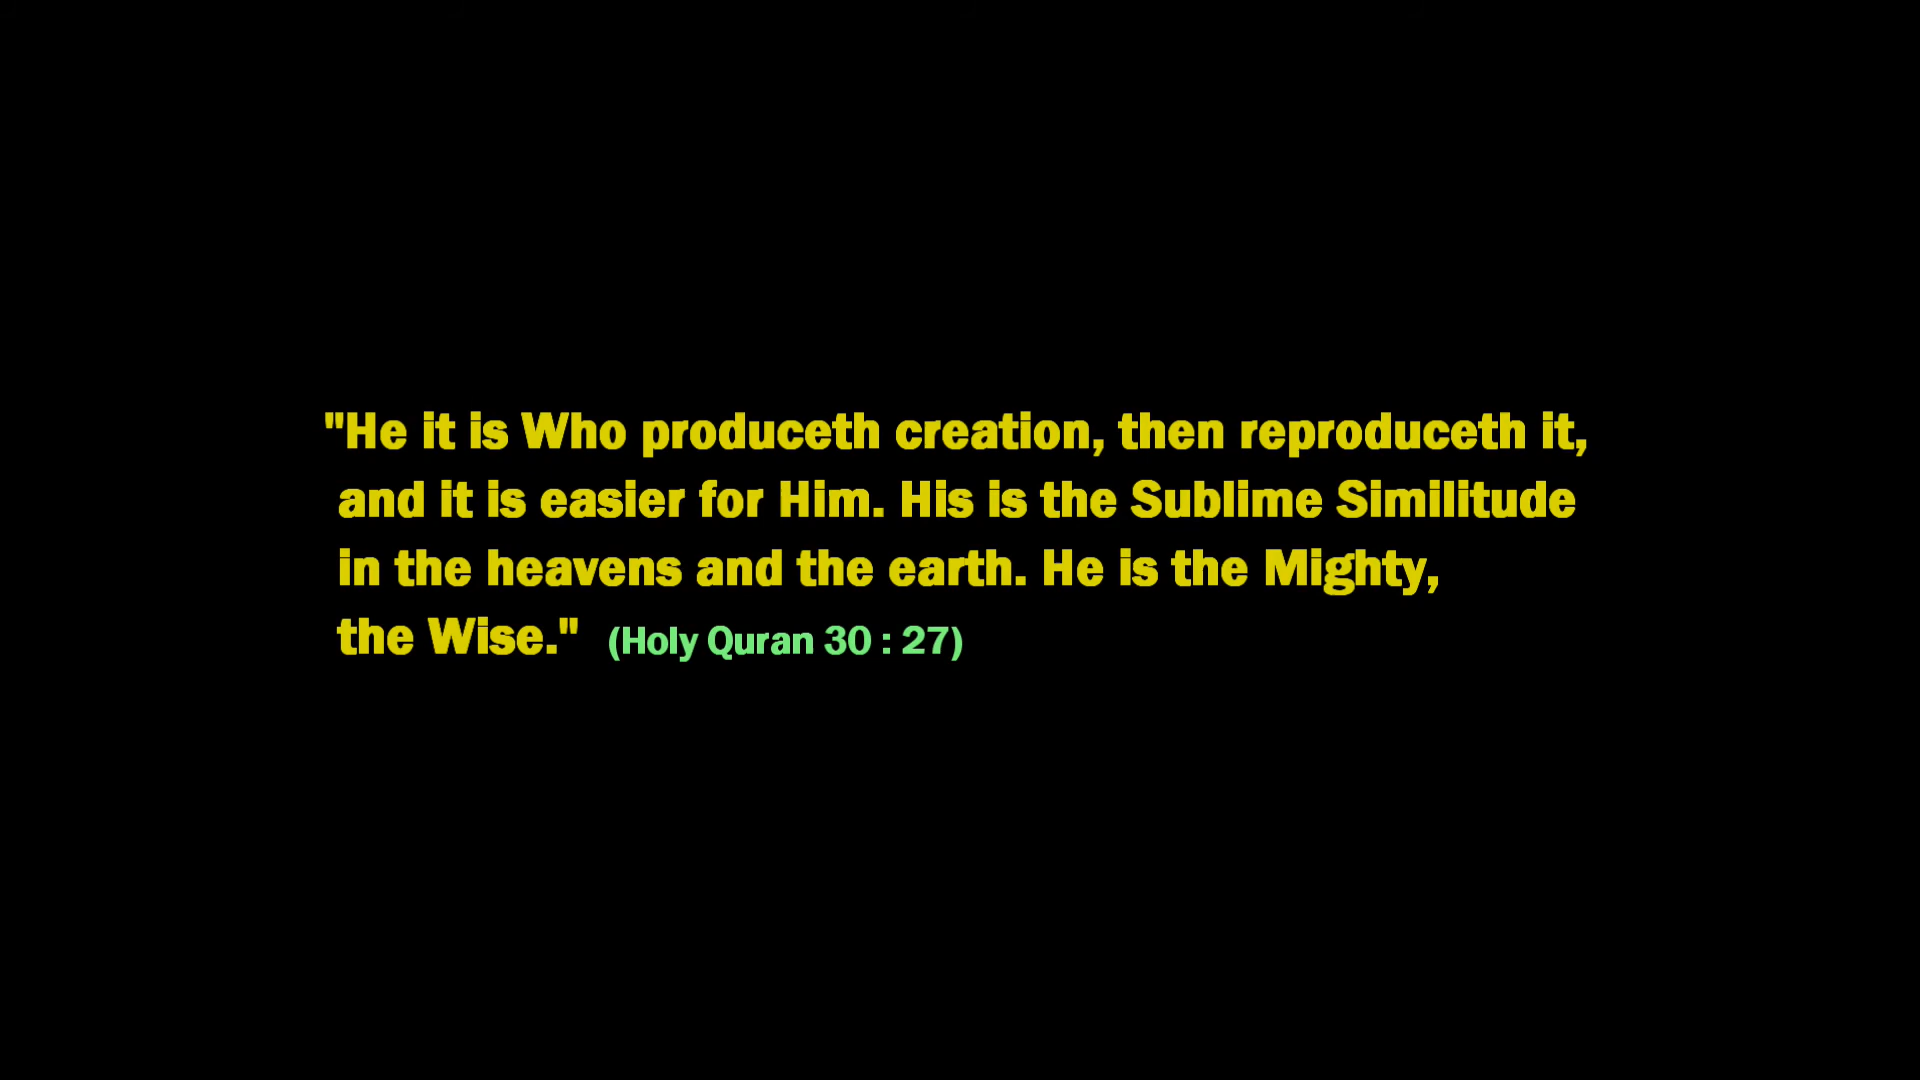 "He it is Who produceth creation, then reproduceth it,
and it is easier for Him. His is the Sublime Similitude
in the heavens and the earth. He is the Mighty,
the Wise." (Holy Quran 30 : 27)